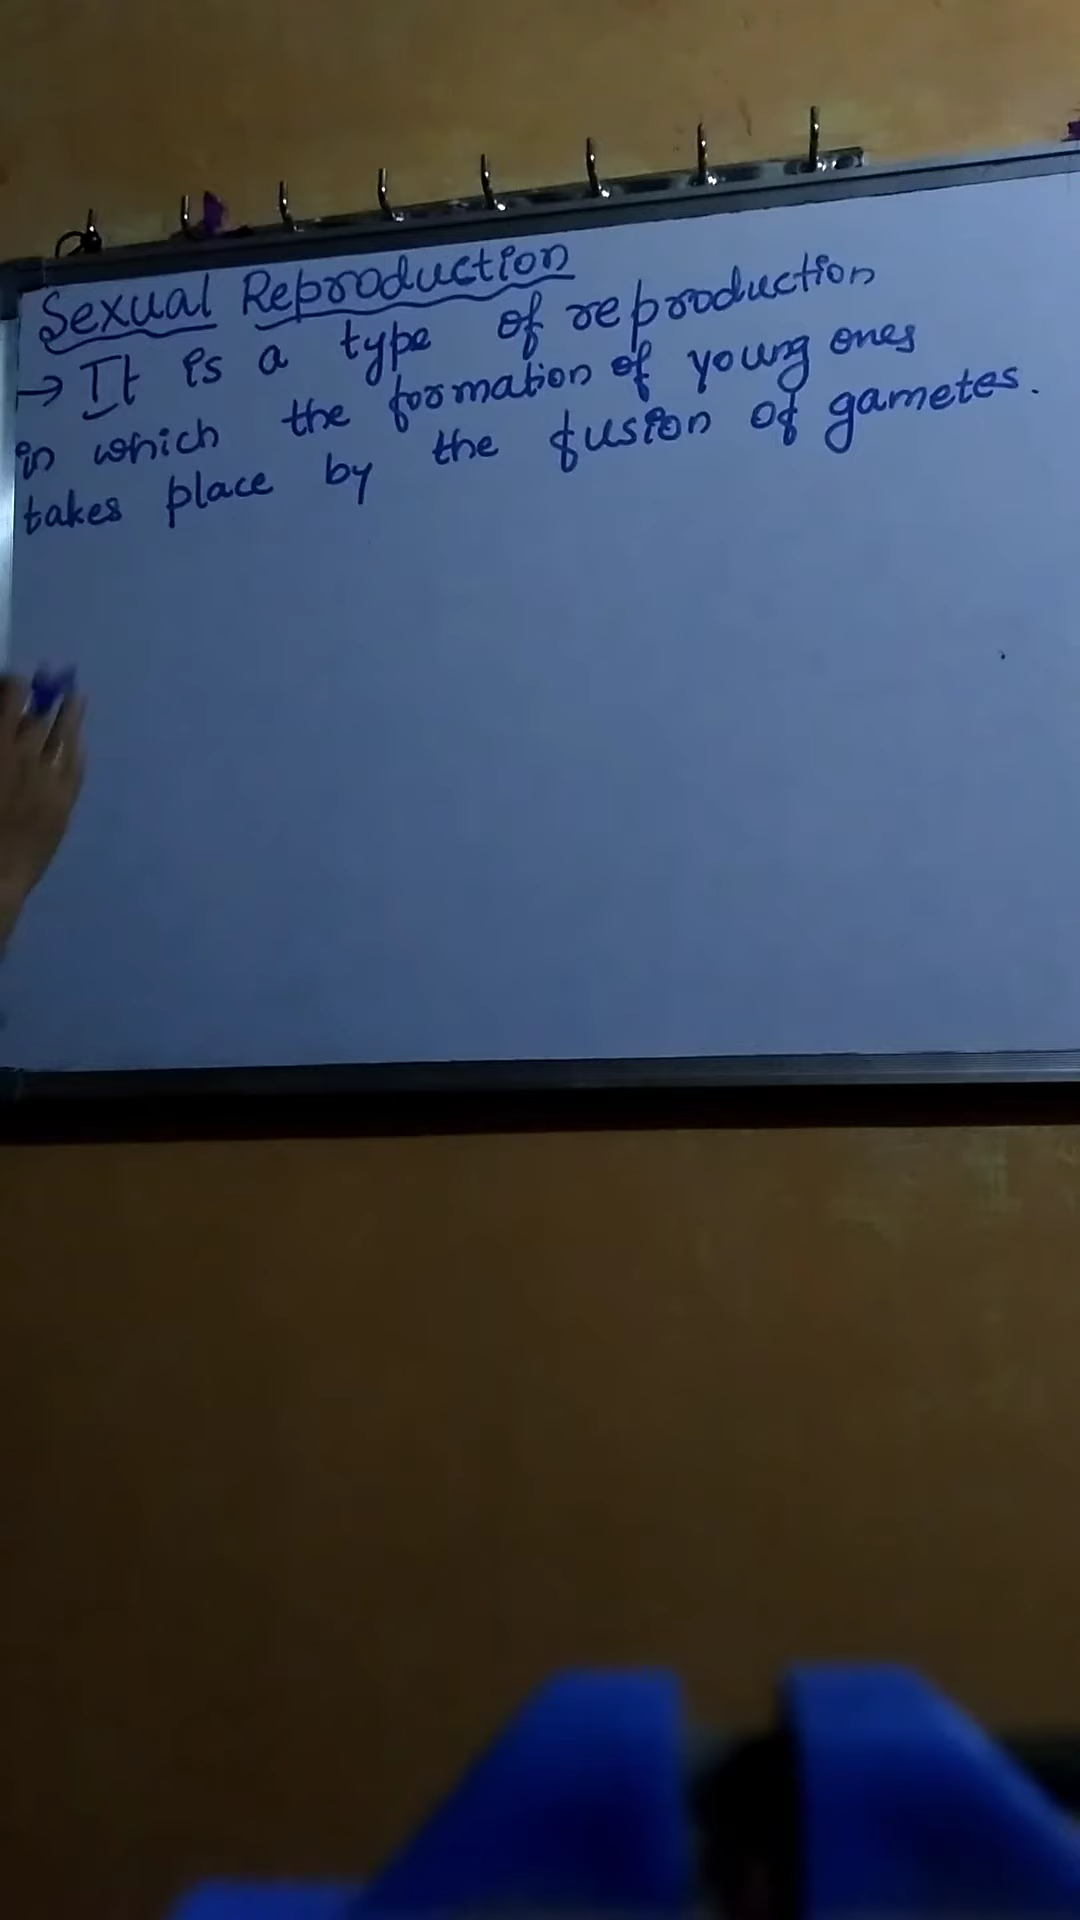 Sexual Reproduction
→ It is a type of reproduction
in which the formation of young ones
takes place by the fusion of gametes.